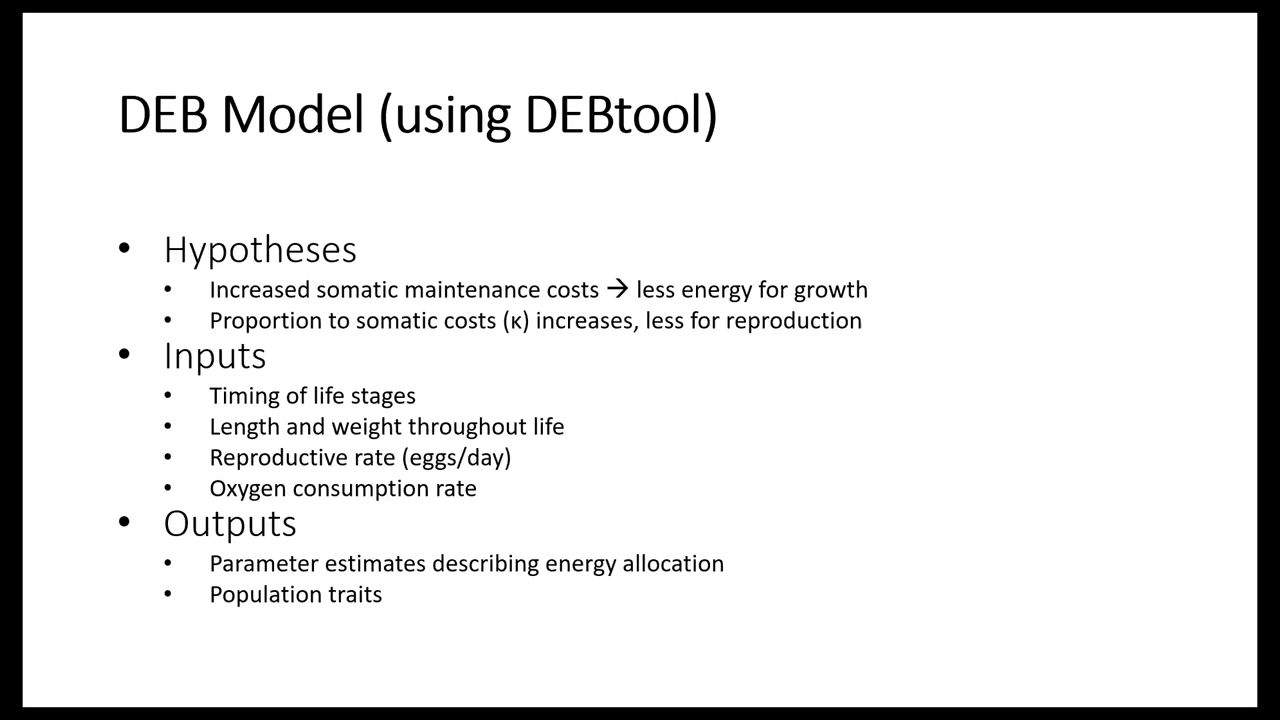 DEB Model (using DEBtool)
• Hypotheses
• Increased somatic maintenance costs → less energy for growth
• Proportion to somatic costs (κ) increases, less for reproduction
• Inputs
• Timing of life stages
• Length and weight throughout life
• Reproductive rate (eggs/day)
• Oxygen consumption rate
• Outputs
• Parameter estimates describing energy allocation
• Population traits